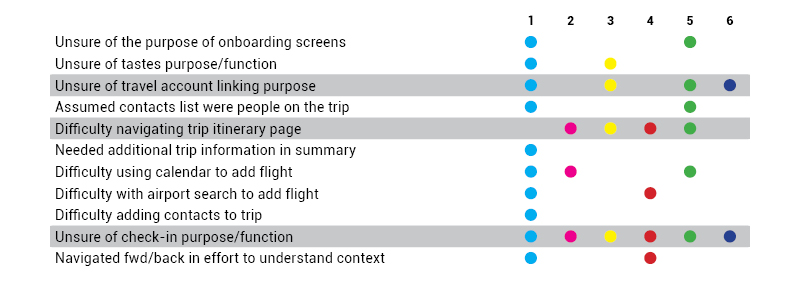 1 2 3 4 5 6
Unsure of the purpose of onboarding screens
Unsure of tastes purpose/function
Unsure of travel account linking purpose
Assumed contacts list were people on the trip
Difficulty navigating trip itinerary page
Needed additional trip information in summary
Difficulty using calendar to add flight
Difficulty with airport search to add flight
Difficulty adding contacts to trip
Unsure of check-in purpose/function
Navigated fwd/back in effort to understand context